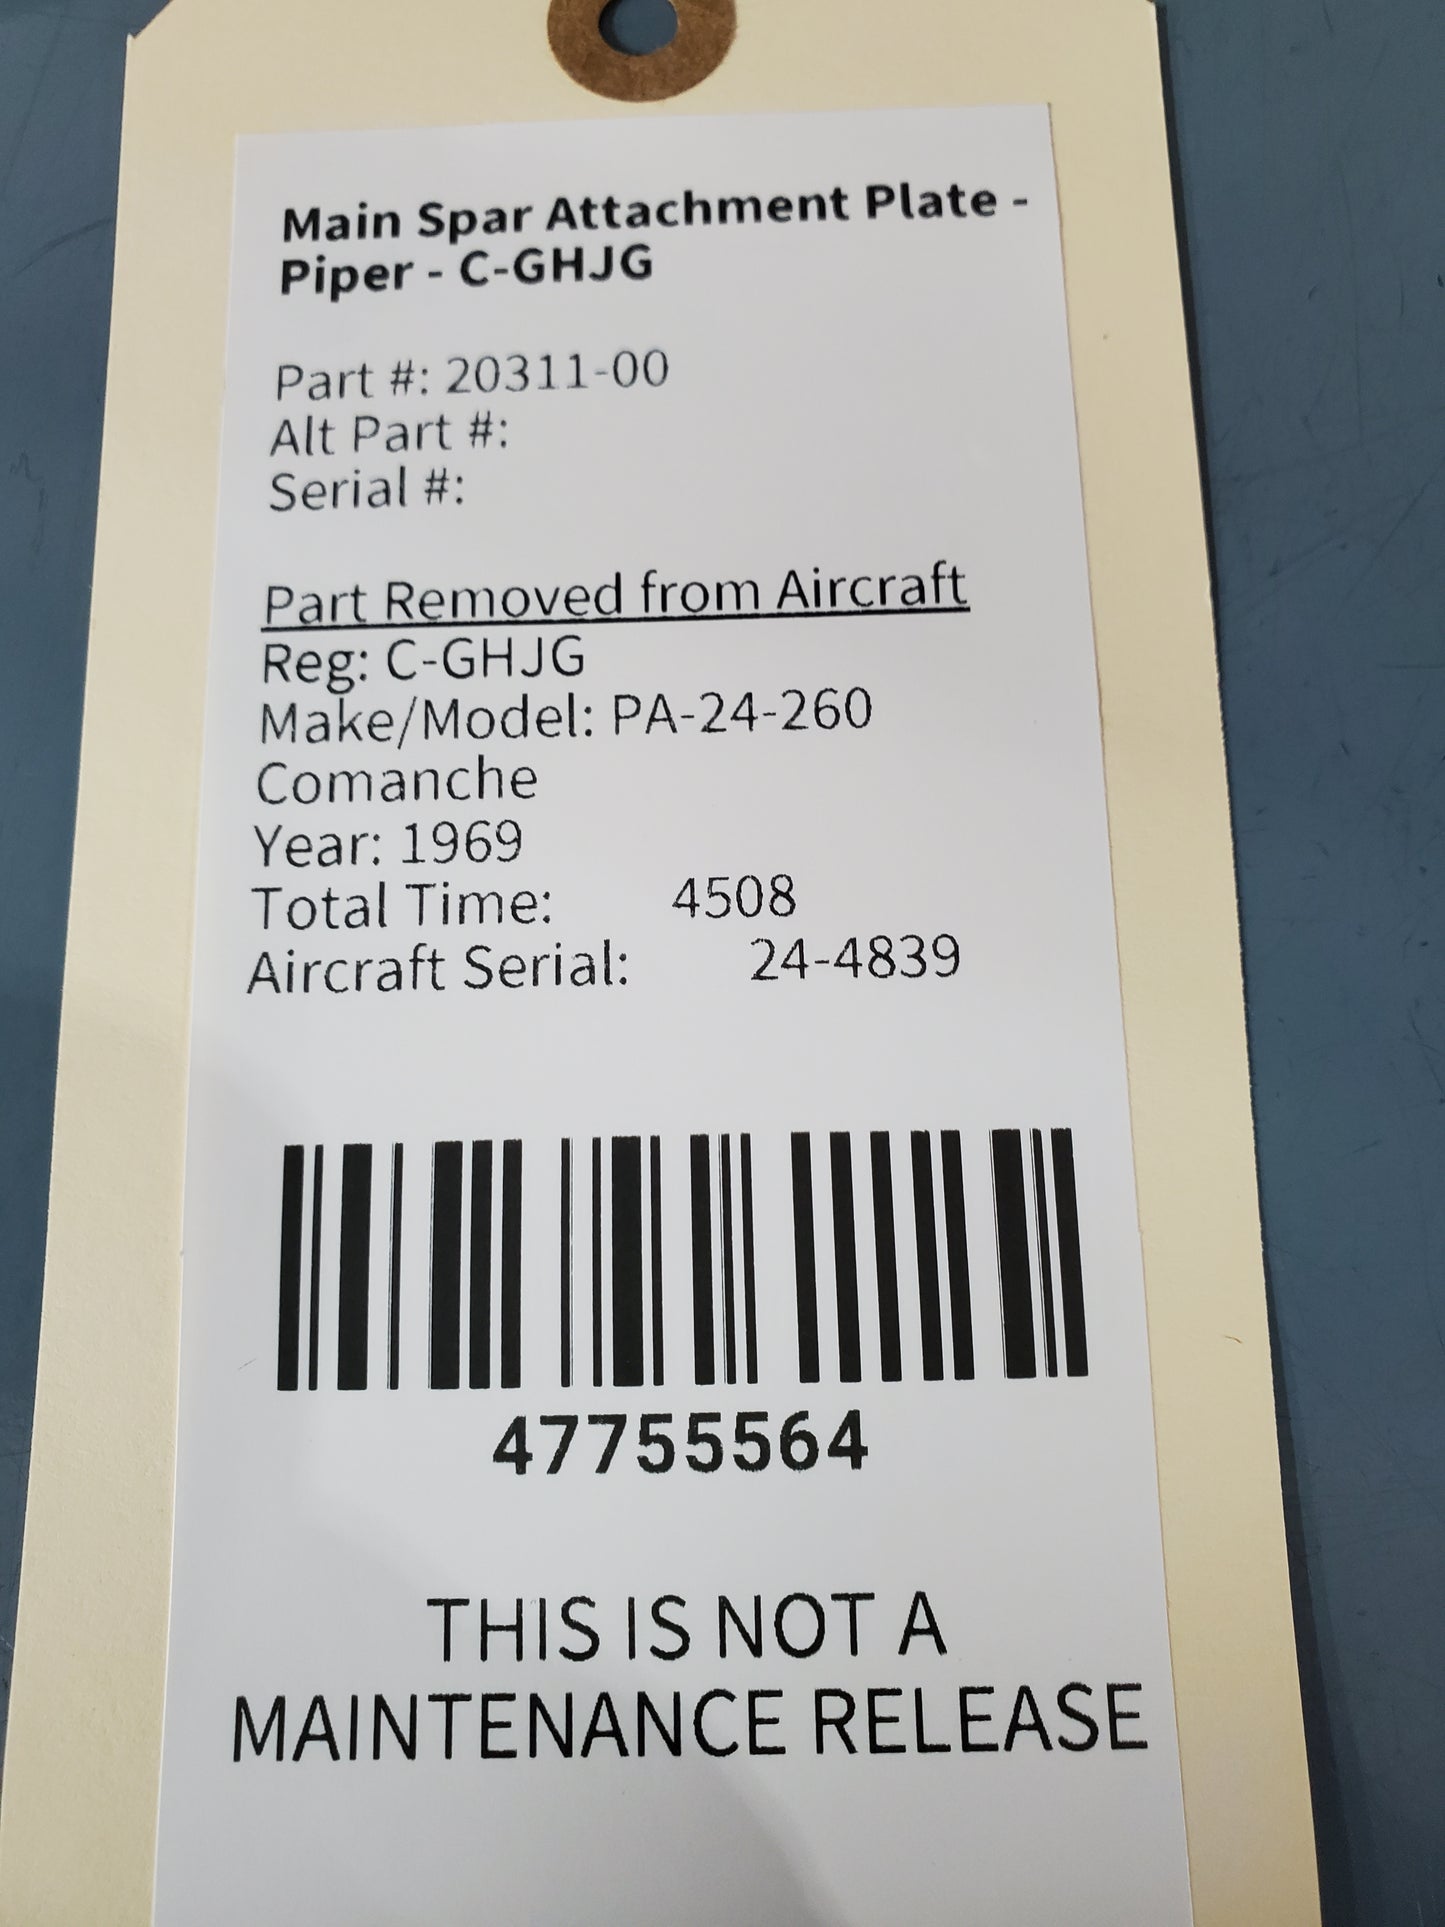 Main Spar Attachment Plate -
Piper - C-GHJG
Part #: 20311-00
Alt Part #:
Serial #:
Part Removed from Aircraft
Reg: C-GHJG
Make/Model: PA-24-260
Comanche
Year: 1969
Total Time: 4508
Aircraft Serial: 24-4839
47755564
THIS IS NOT A
MAINTENANCE RELEASE